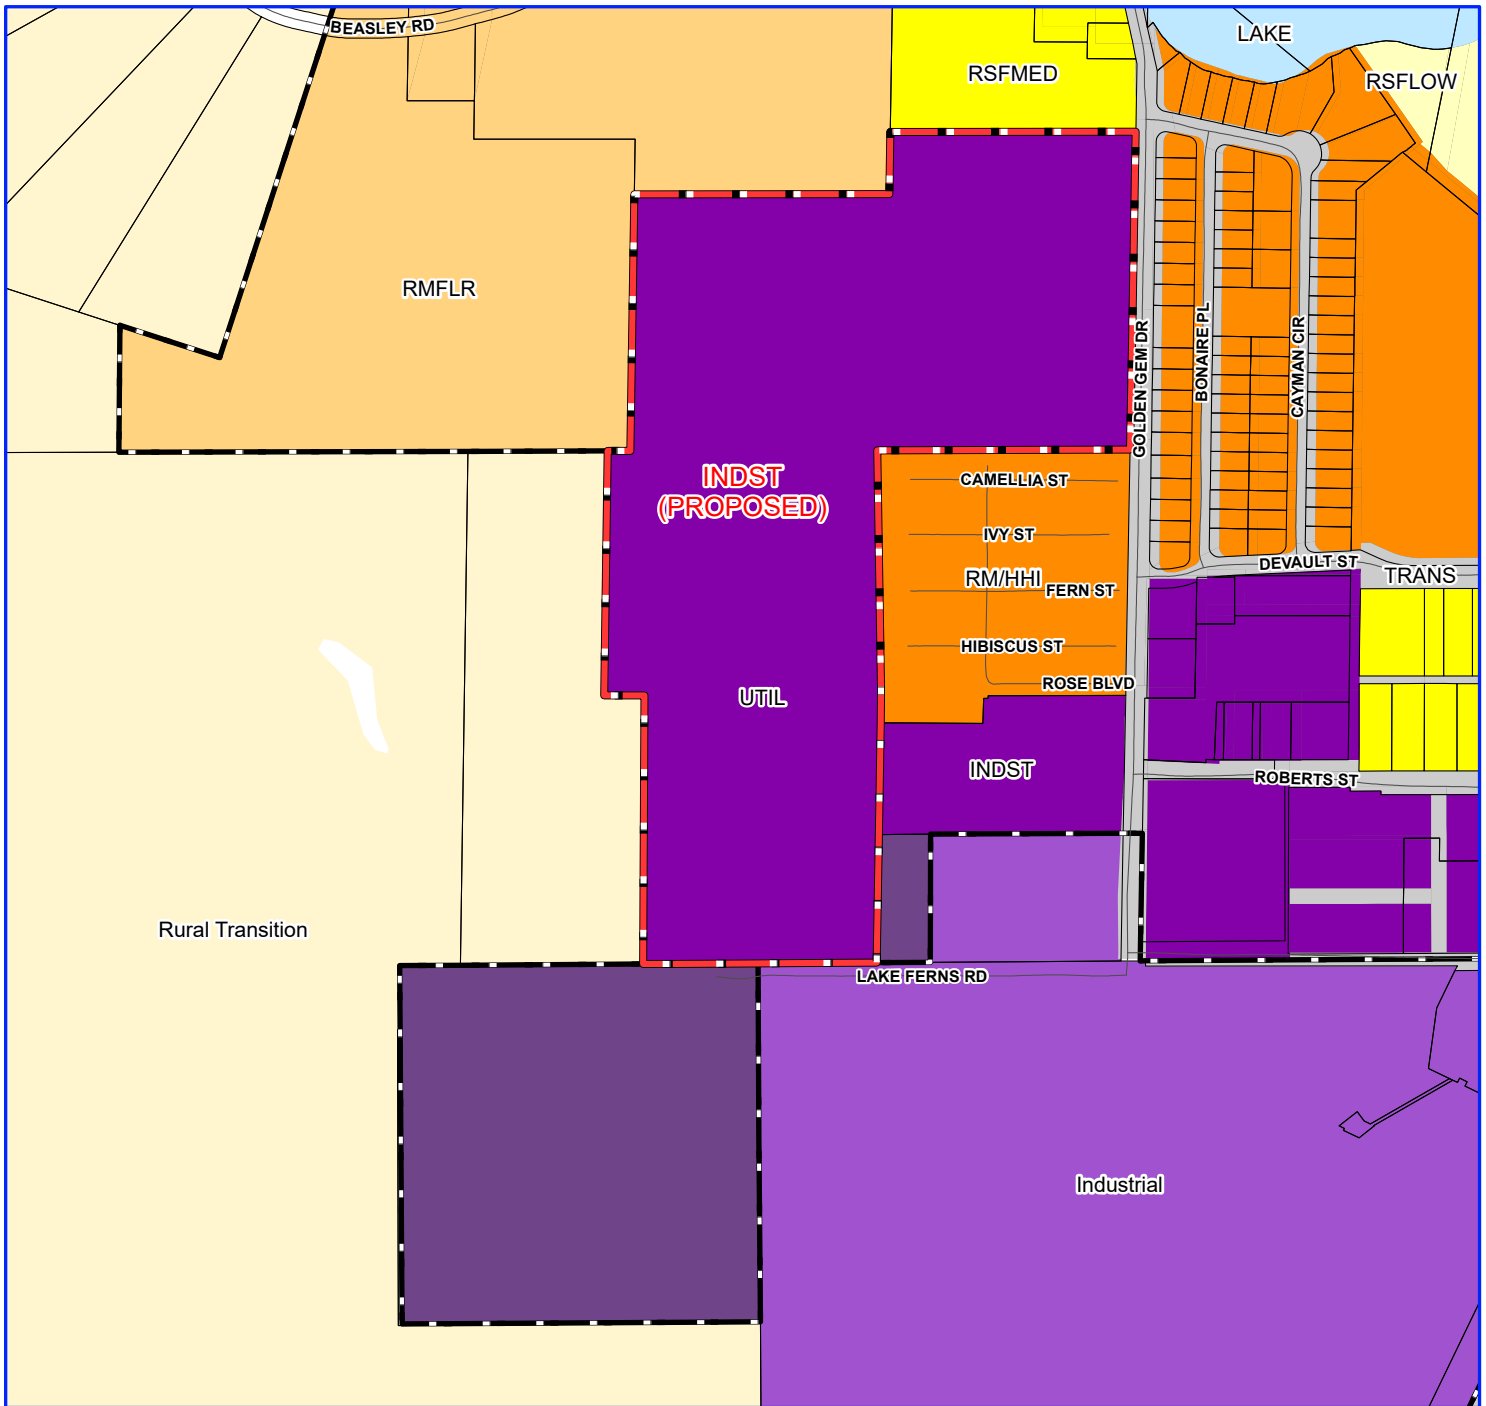 BEASLEY RD
LAKE
RSFMED
RSFLOW
RMFLR
GOLDEN GEM DR
BONAIRE PL
CAYMAN CIR
INDST
(PROPOSED)
CAMELLIA ST
IVY ST
RM/HHI
FERN ST
DEVAULT ST
TRANS
HIBISCUS ST
ROSE BLVD
UTIL
INDST
ROBERTS ST
Rural Transition
LAKE FERNS RD
Industrial